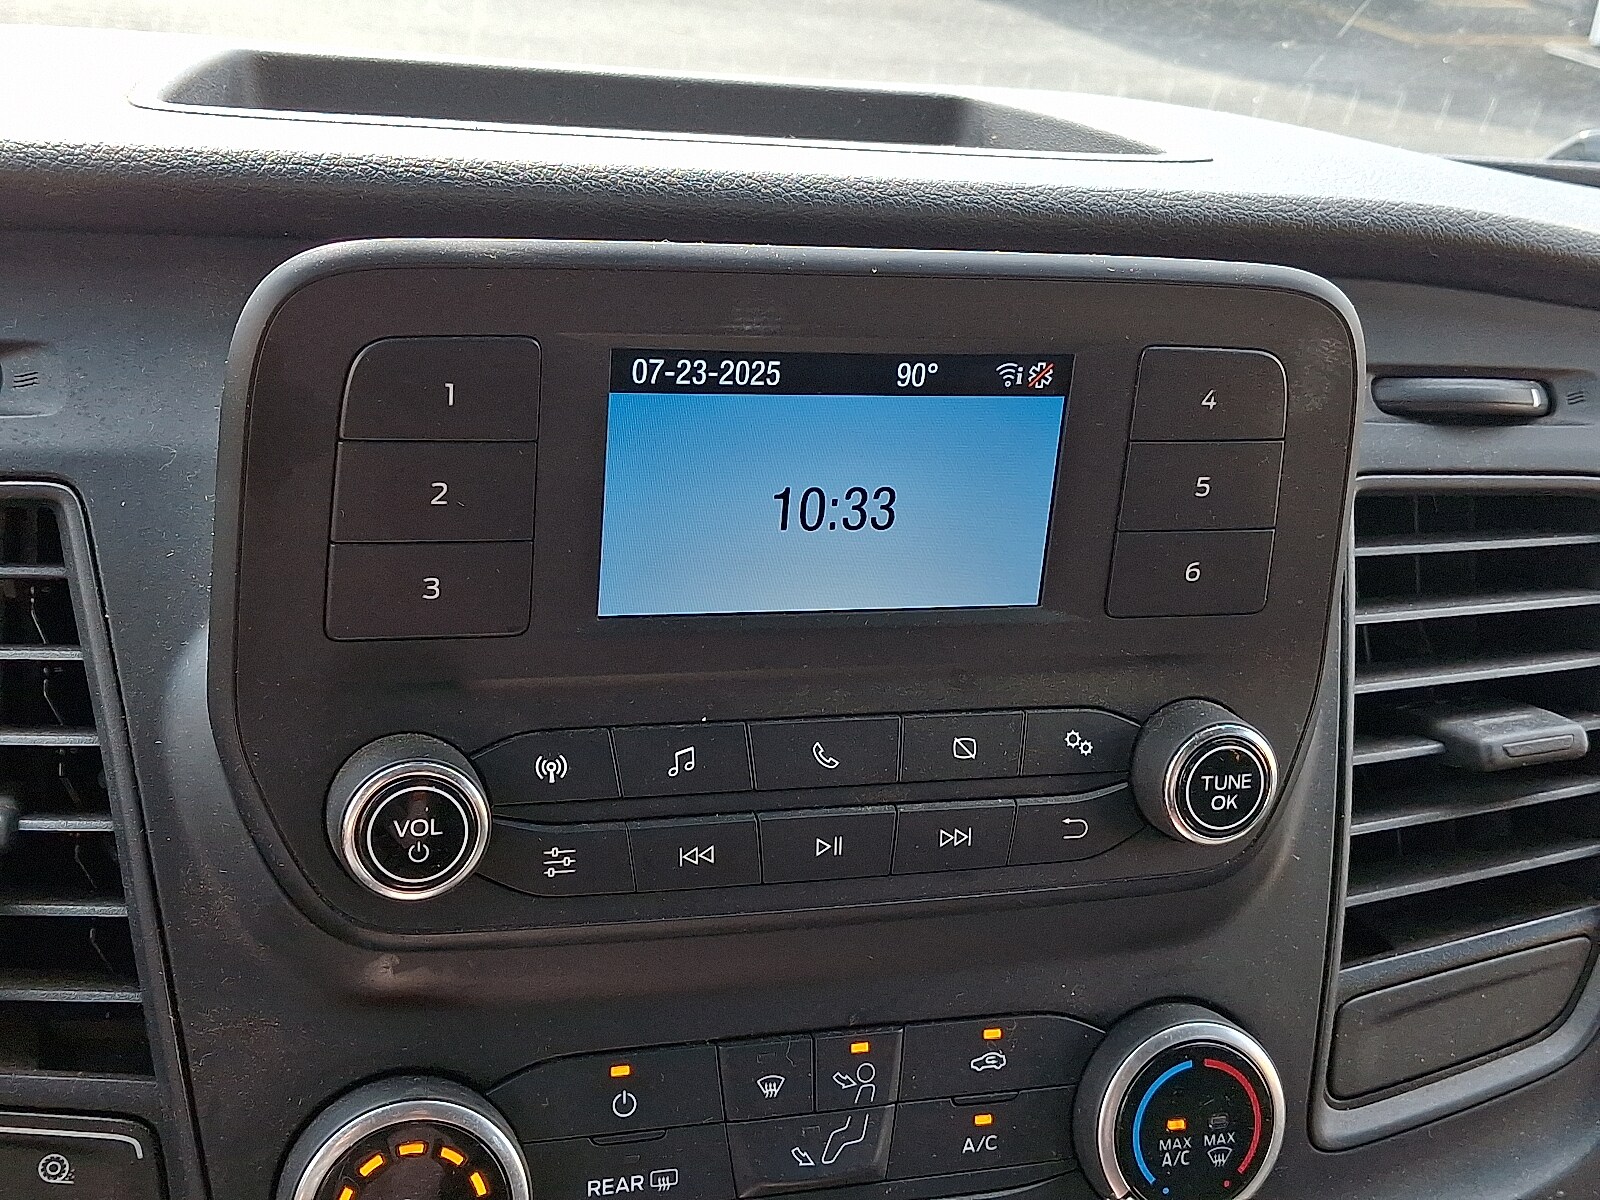 07-23-2025 90°
10:33
1
2
3
4
5
6
VOL
TUNE
OK
A/C
MAX
A/C
MAX
REAR